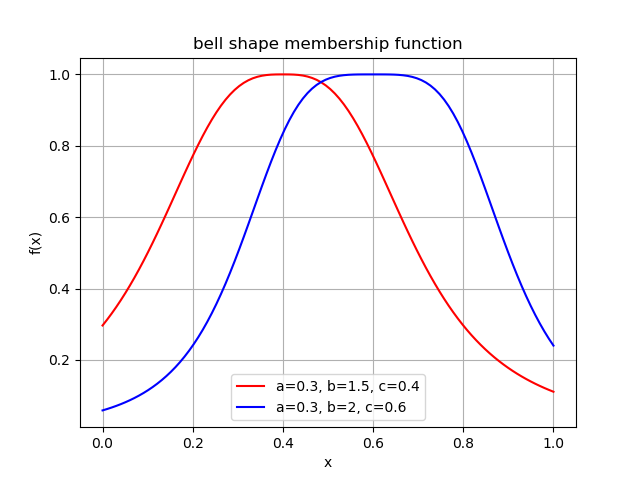 bell shape membership function
1.0
0.8
0.6
0.4
0.2
f(x)
a=0.3, b=1.5, c=0.4
a=0.3, b=2, c=0.6
0.0 0.2 0.4 0.6 0.8 1.0
x